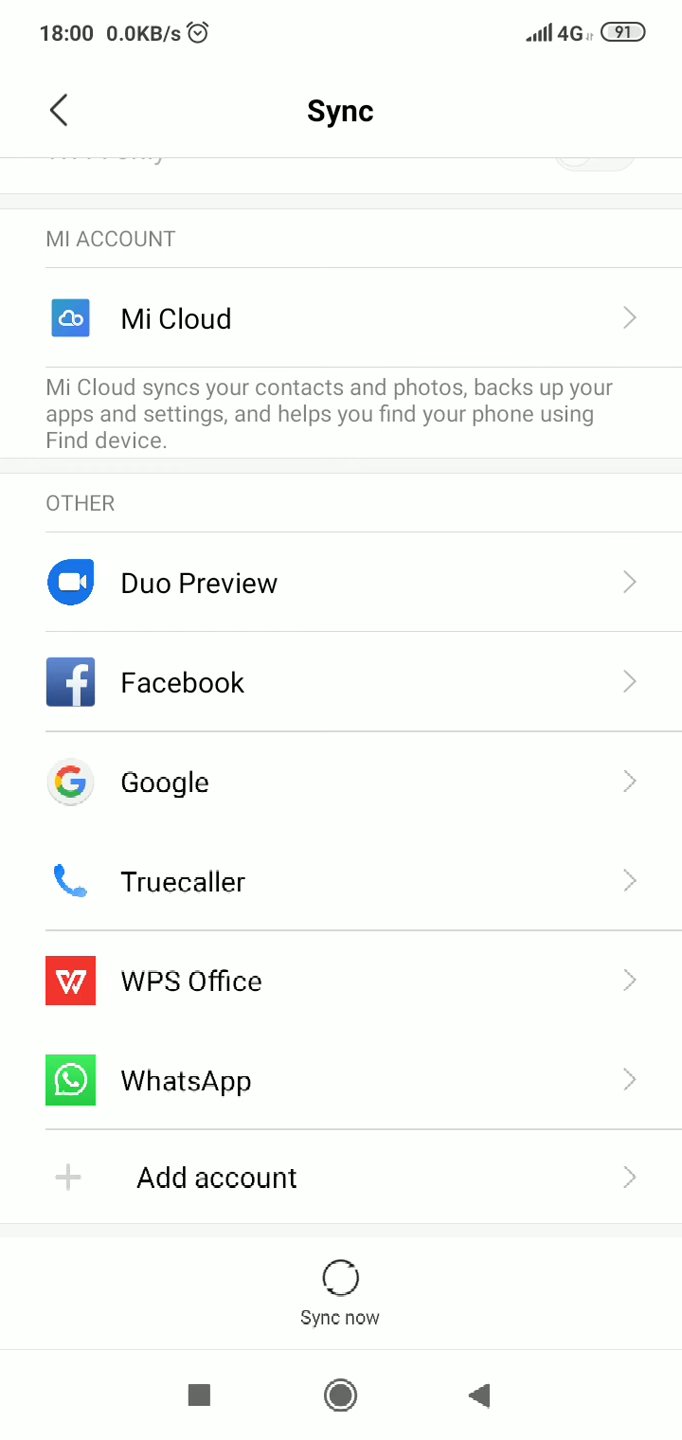 18:00 0.0KB/s 4G 91
Sync
MI ACCOUNT
Mi Cloud
Mi Cloud syncs your contacts and photos, backs up your
apps and settings, and helps you find your phone using
Find device.
OTHER
Duo Preview
Facebook
Google
Truecaller
WPS Office
WhatsApp
Add account
Sync now